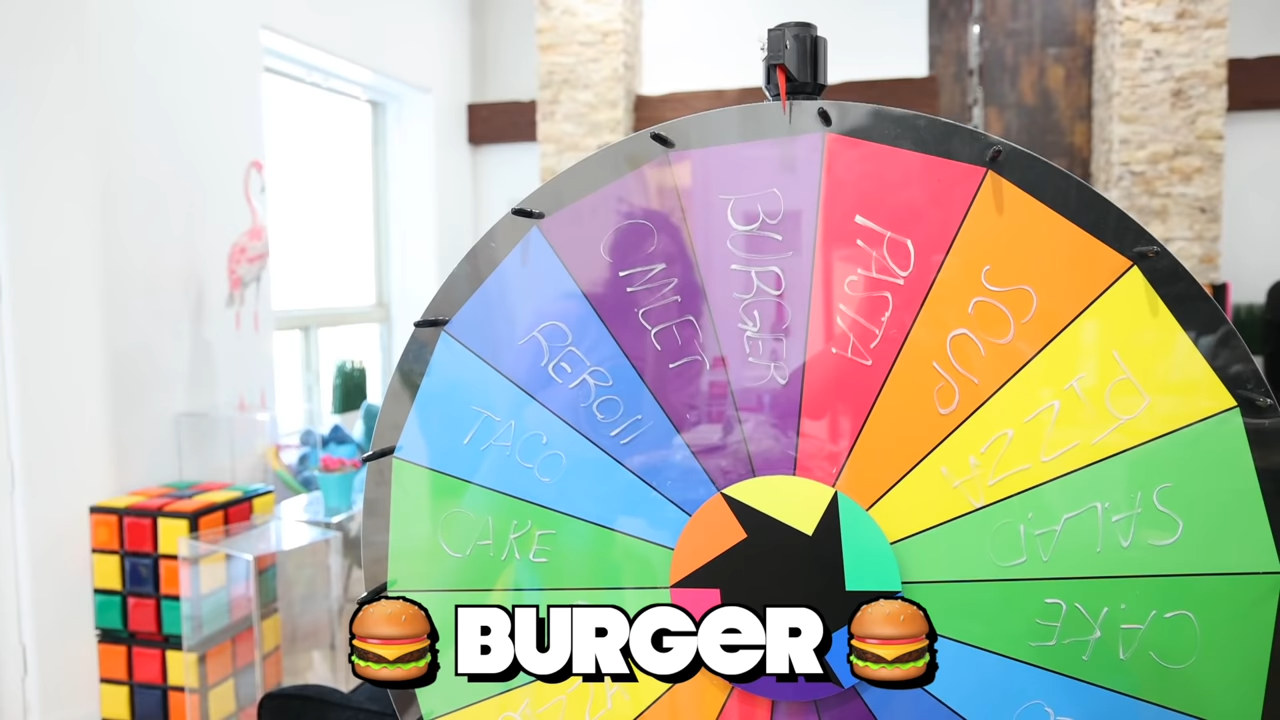 CAKE
TACO
REROll
OMLET
BURGER
PASTA
SOUP
PIZZA
SALAD
CAKE
BURGER